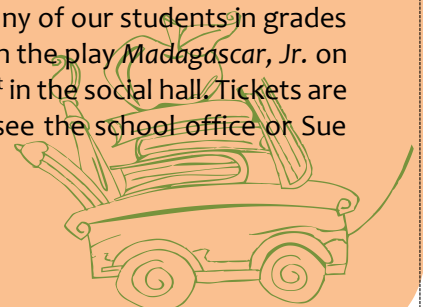 ny of our students in grades
n the play Madagascar, Jr. on
in the social hall. Tickets are
see the school office or Sue